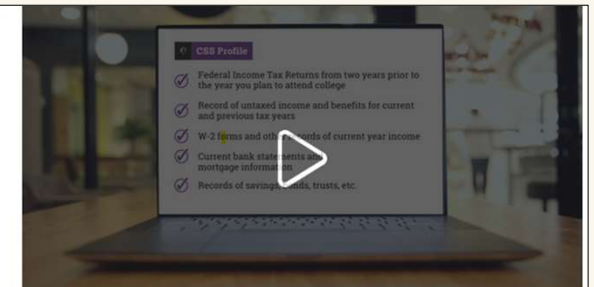 CSS Profile
Federal Income Tax Returns from two years prior to
the year you plan to attend college
Record of untaxed income and benefits for current
and previous tax years
W-2 forms and other records of current year income
Current bank statements and
mortgage information
Records of savings, bonds, trusts, etc.